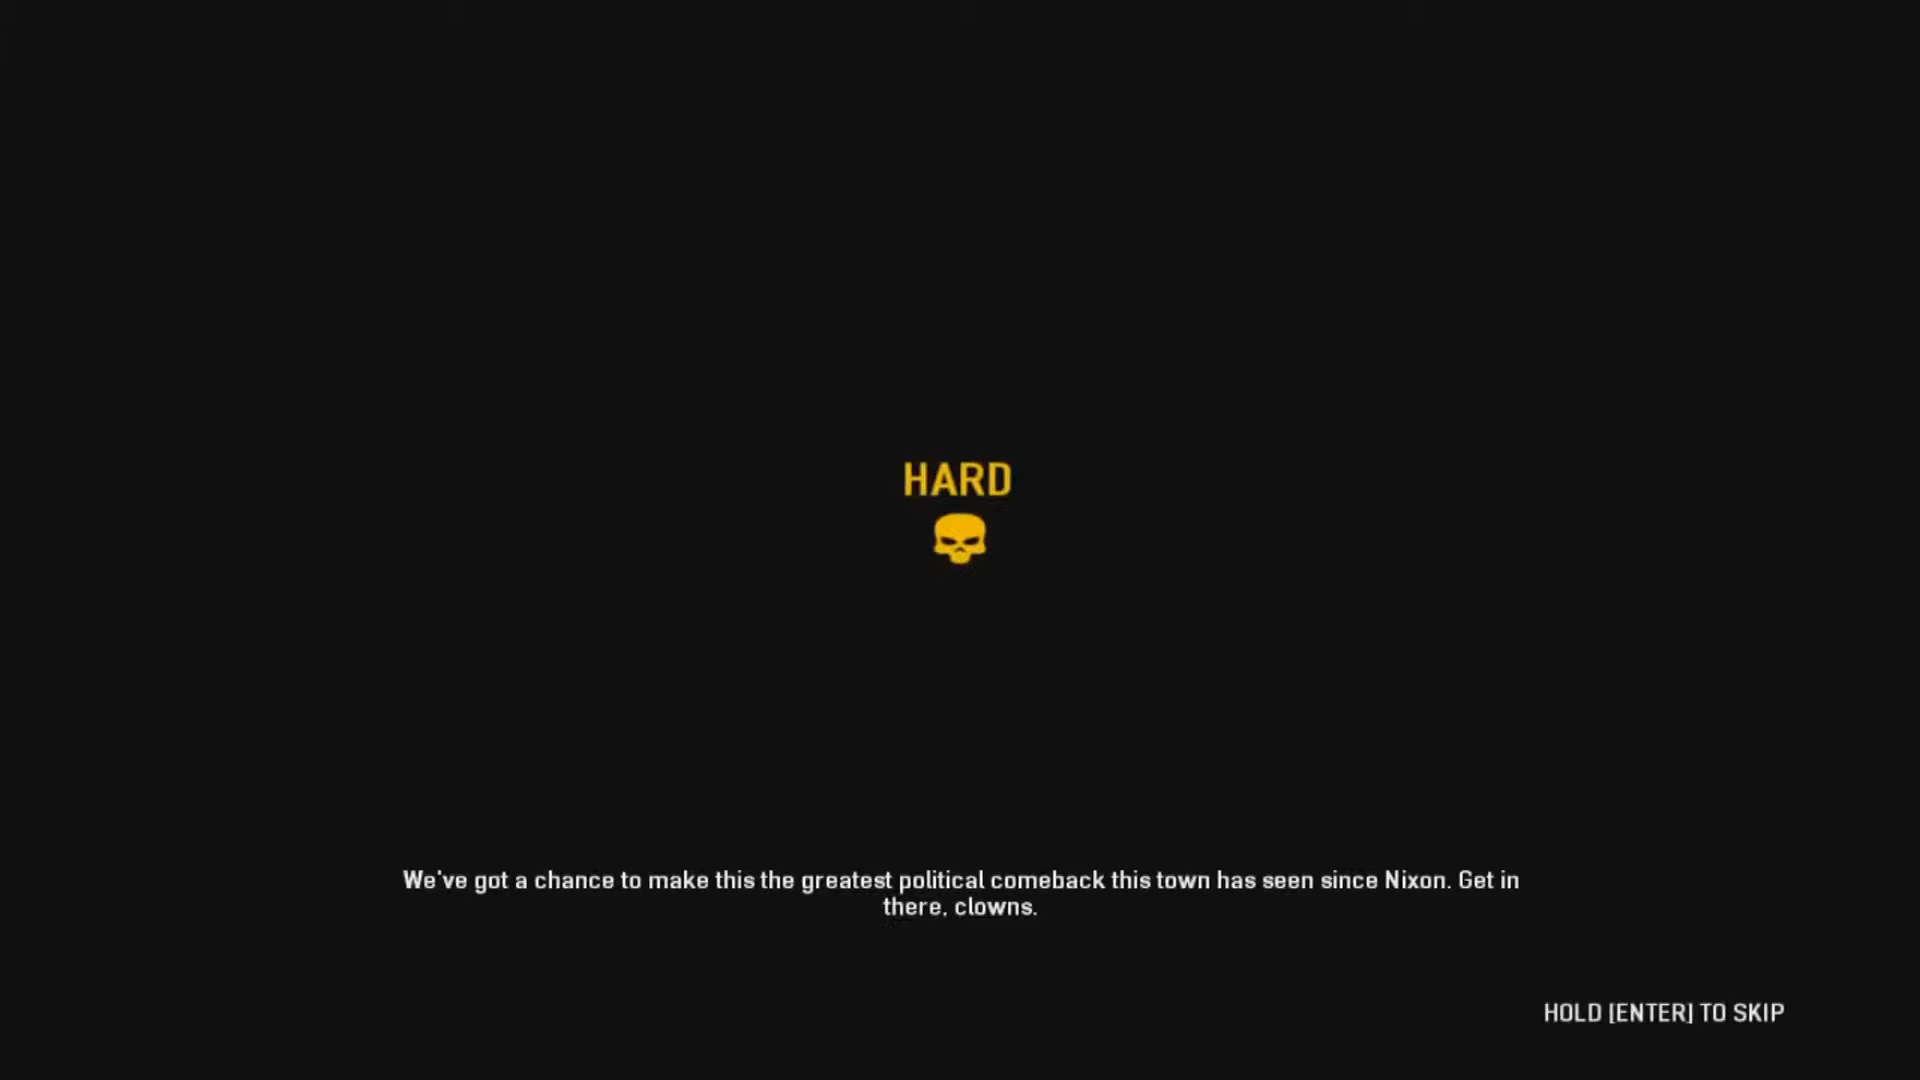 HARD
We've got a chance to make this the greatest political comeback this town has seen since Nixon. Get in
there, clowns.
HOLD [ENTER] TO SKIP